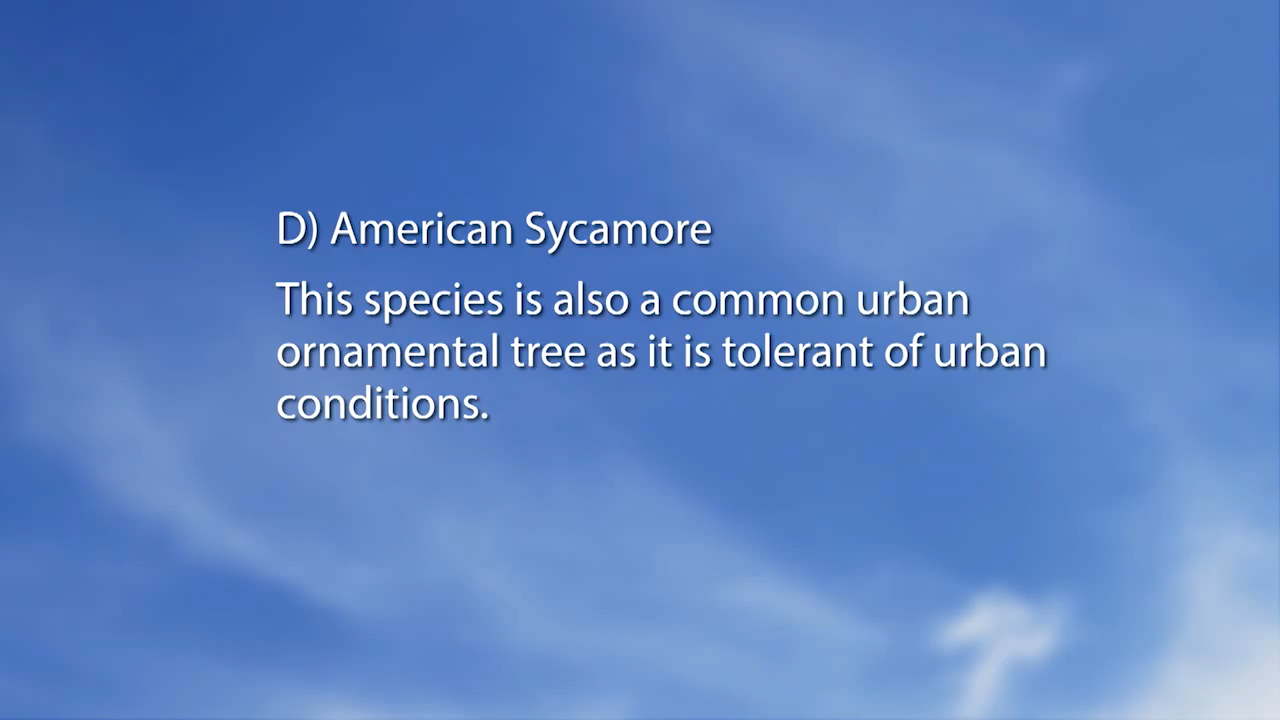 D) American Sycamore
This species is also a common urban
ornamental tree as it is tolerant of urban
conditions.